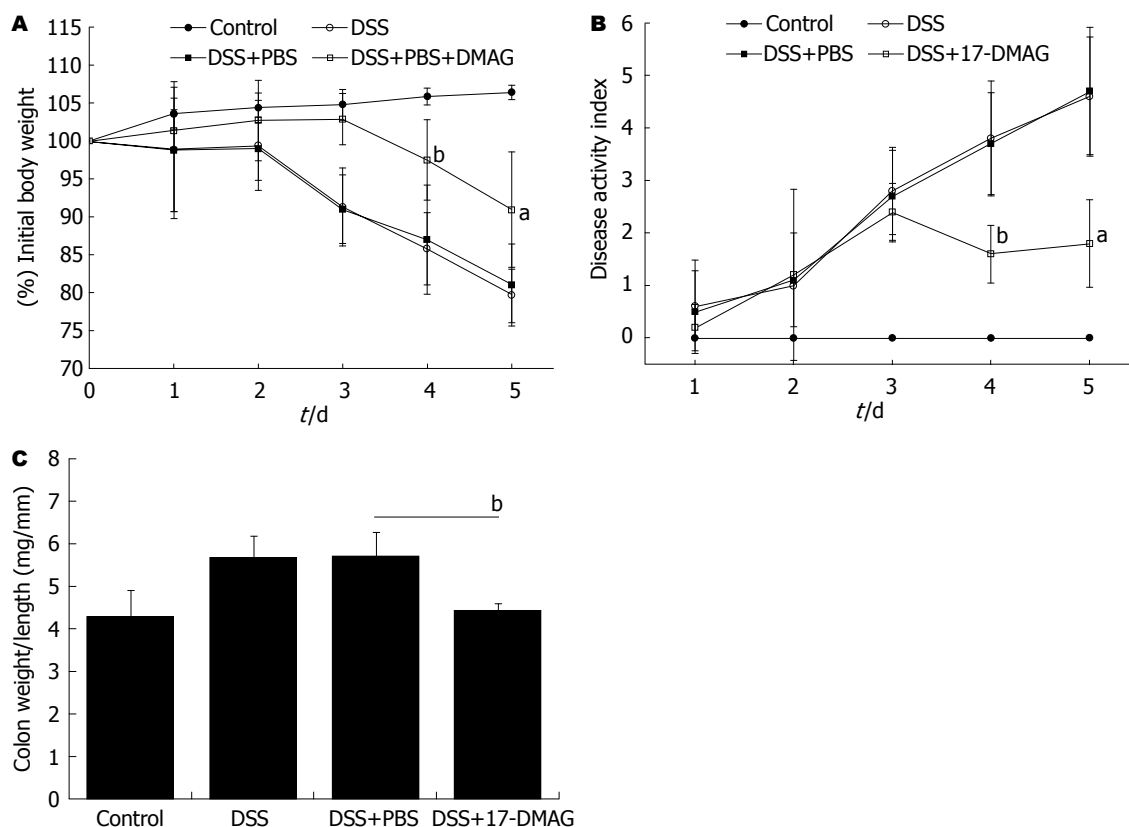 A
Control
DSS
DSS+PBS
DSS+PBS+DMAG
(%) Initial body weight
115
110
105
100
95
90
85
80
75
70
b
a
0 1 2 3 4 5
t/d
B
Control
DSS
DSS+PBS
DSS+17-DMAG
Disease activity index
6
5
4
3
2
1
0
b
a
1 2 3 4 5
t/d
C
Colon weight/length (mg/mm)
8
7
6
5
4
3
2
1
0
b
Control DSS DSS+PBS DSS+17-DMAG